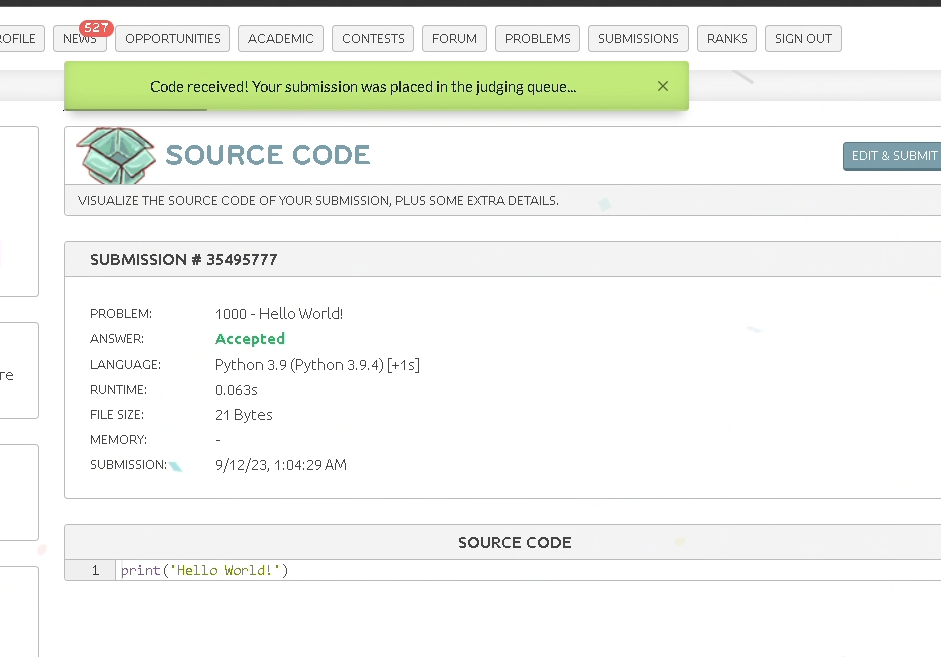 ROFILE NEWS 527 OPPORTUNITIES ACADEMIC CONTESTS FORUM PROBLEMS SUBMISSIONS RANKS SIGN OUT
Code received! Your submission was placed in the judging queue... ×
SOURCE CODE
EDIT & SUBMIT
VISUALIZE THE SOURCE CODE OF YOUR SUBMISSION, PLUS SOME EXTRA DETAILS.
SUBMISSION # 35495777
PROBLEM: 1000 - Hello World!
ANSWER: Accepted
LANGUAGE: Python 3.9 (Python 3.9.4) [+1s]
re
RUNTIME: 0.063s
FILE SIZE: 21 Bytes
MEMORY: -
SUBMISSION: 9/12/23, 1:04:29 AM
SOURCE CODE
1 print('Hello World!')